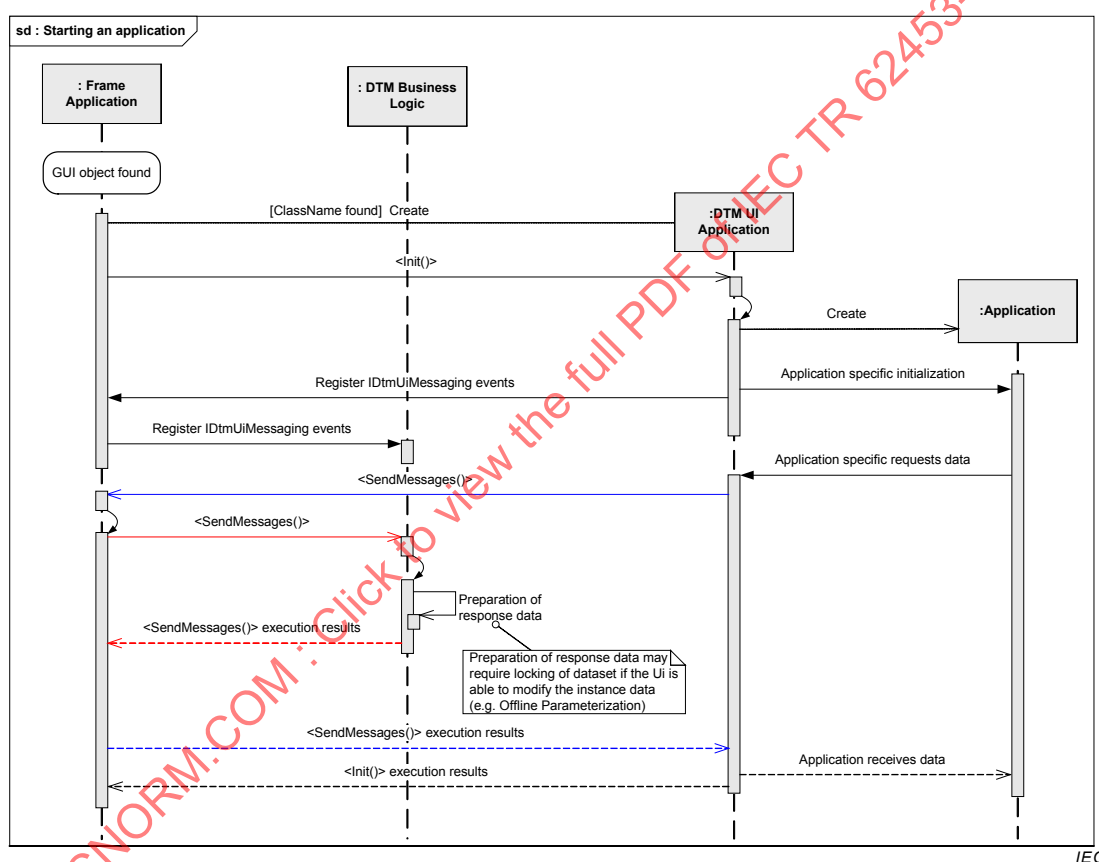 sd : Starting an application
: Frame
Application
: DTM Business
Logic
GUI object found
[ClassName found] Create
:DTM UI
Application
<Init()>
Create
:Application
Application specific initialization
Register IDtmUiMessaging events
Register IDtmUiMessaging events
Application specific requests data
<SendMessages()>
<SendMessages()>
Preparation of
response data
<SendMessages()> execution results
Preparation of response data may
require locking of dataset if the Ui is
able to modify the instance data
(e.g. Offline Parameterization)
<SendMessages()> execution results
Application receives data
<Init()> execution results
IEC
CNORM.COM : Click to view the full PDF of IEC TR 62453-